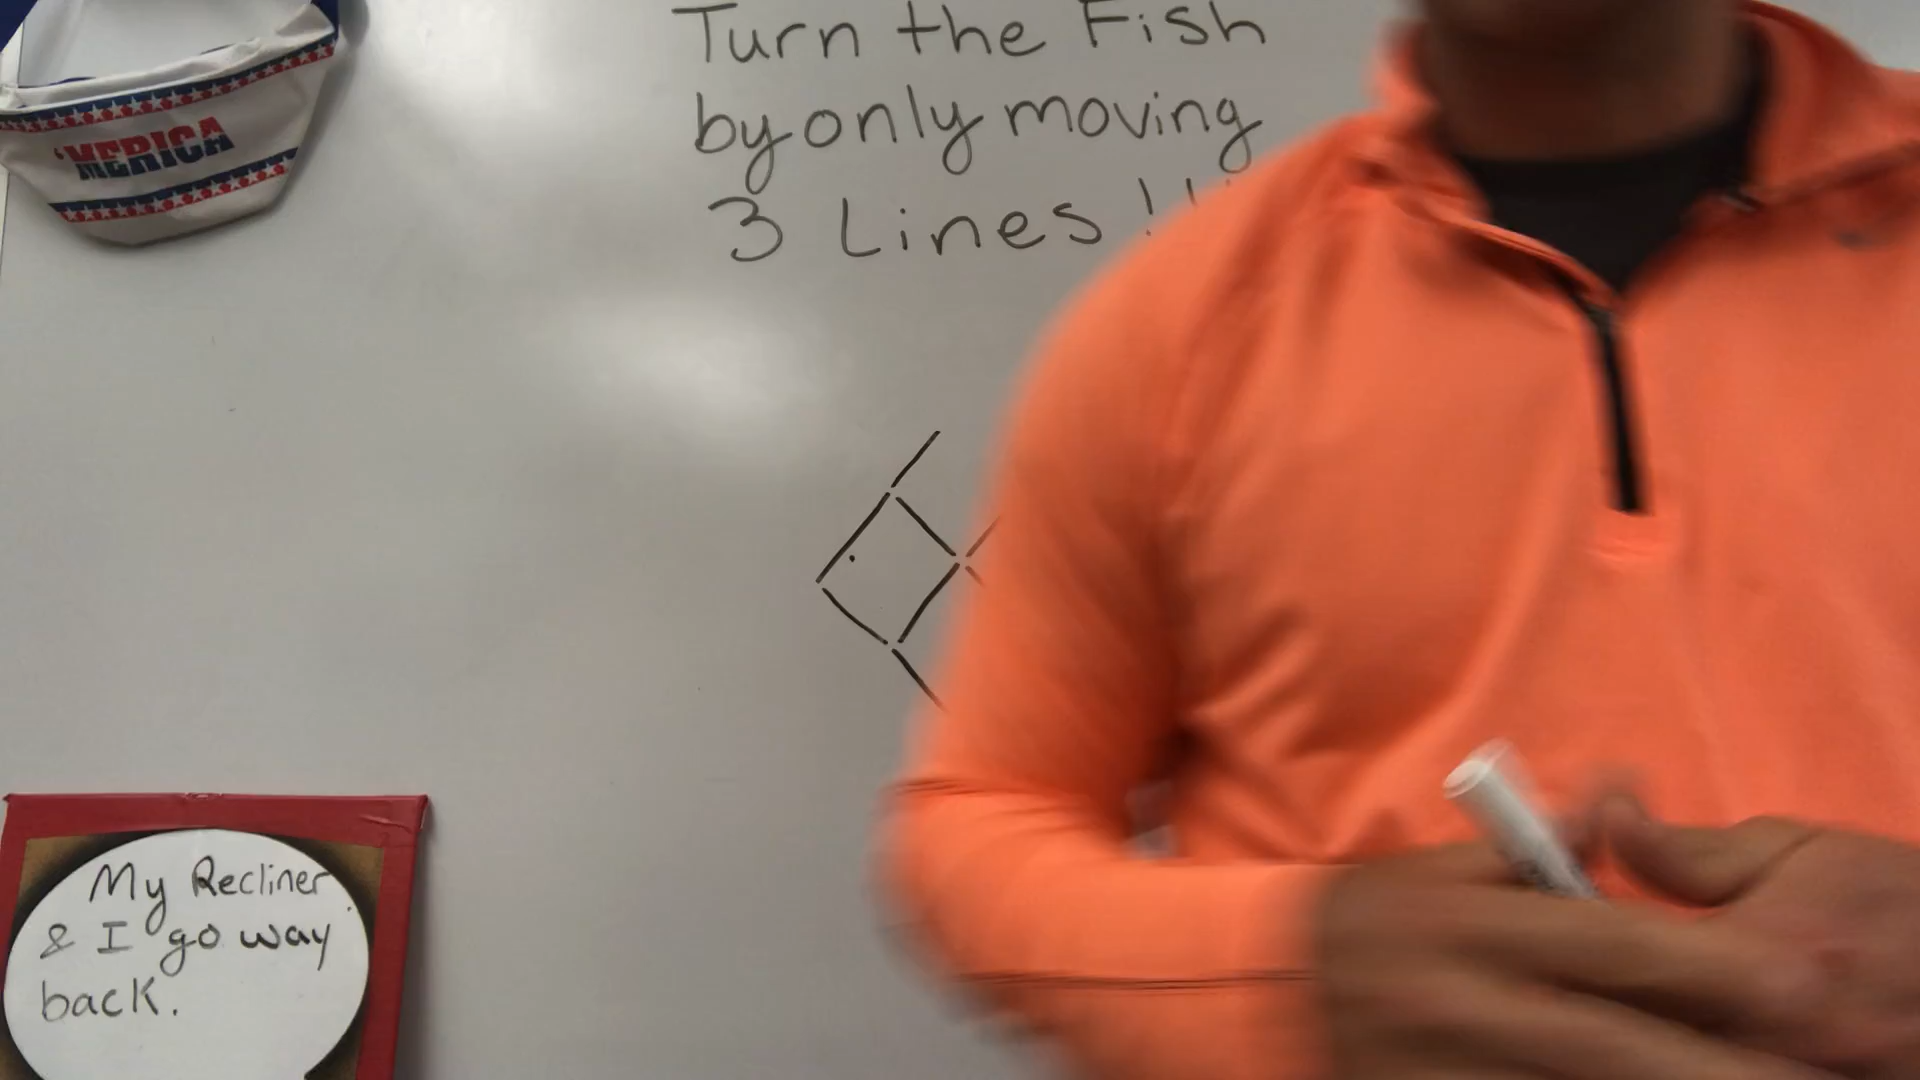 Turn the Fish
by only moving
3 Lines!!
'MERICA
My Recliner
& I go way
back.